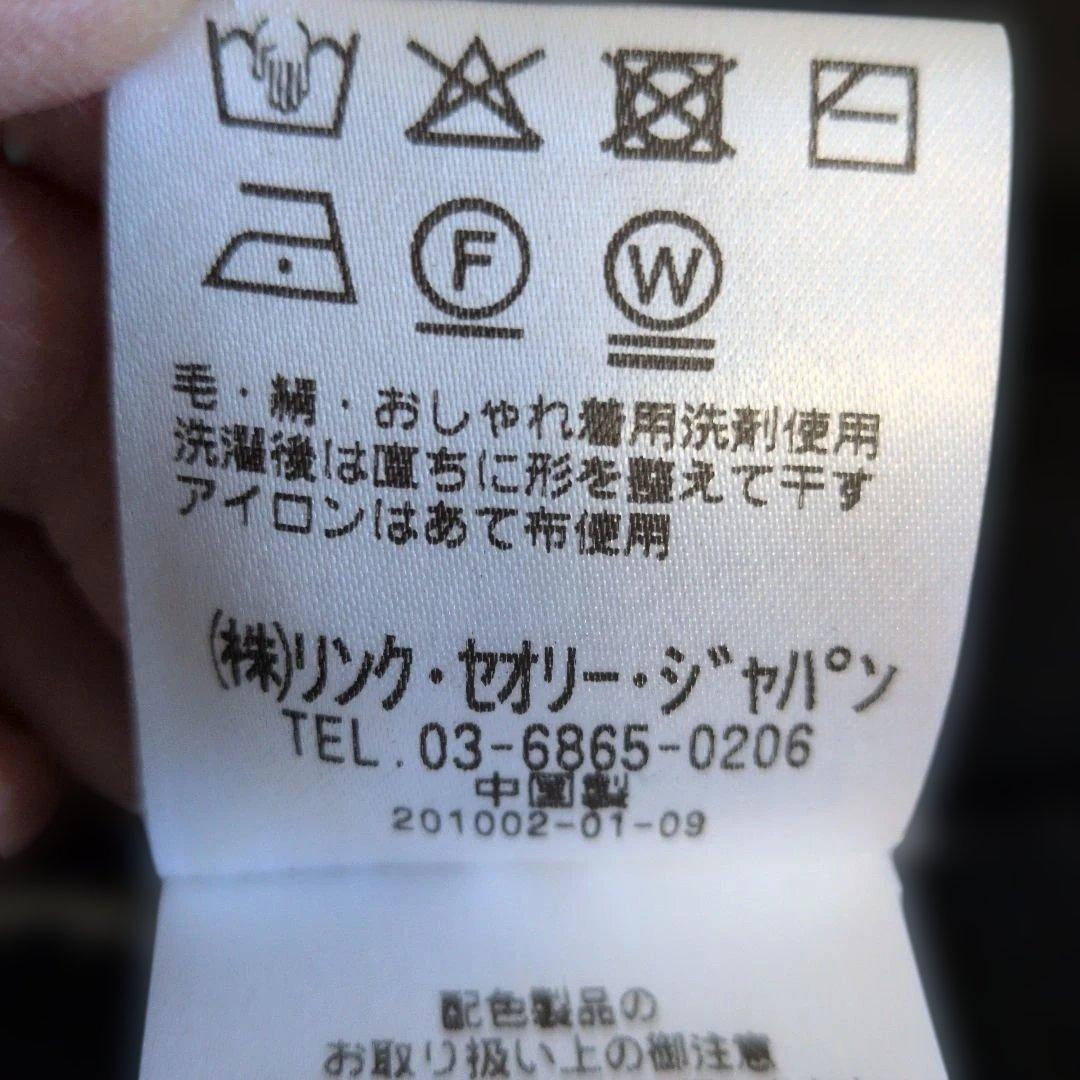 F
W
毛・絹・おしゃれ着用洗剤使用
洗濯後は直ちに形を整えて干す
アイロンはあて布使用
(株)リンク・セオリー・ジャパン
TEL.03-6865-0206
中国製
201002-01-09
配色製品の
お取り扱い上の御注意